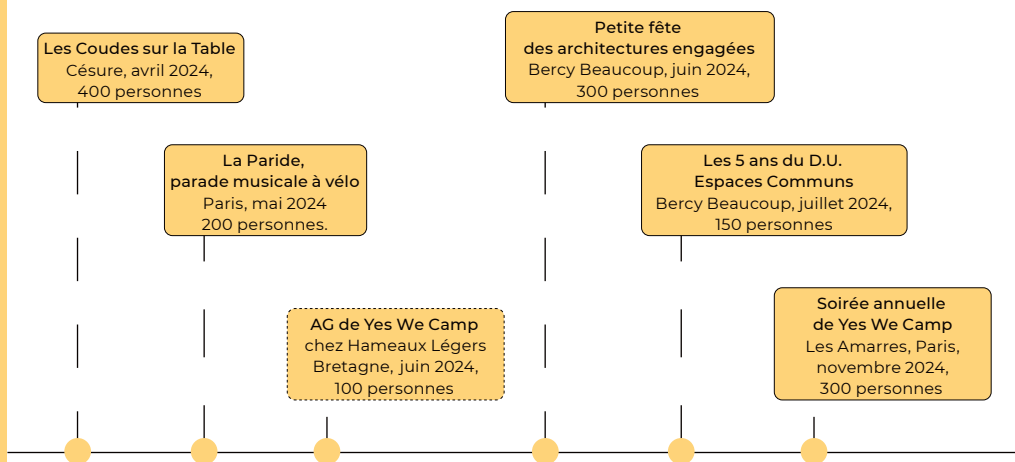 Les Coudes sur la Table
Césure, avril 2024,
400 personnes
La Paride,
parade musicale à vélo
Paris, mai 2024
200 personnes.
AG de Yes We Camp
chez Hameaux Légers
Bretagne, juin 2024,
100 personnes
Petite fête
des architectures engagées
Bercy Beaucoup, juin 2024,
300 personnes
Les 5 ans du D.U.
Espaces Communs
Bercy Beaucoup, juillet 2024,
150 personnes
Soirée annuelle
de Yes We Camp
Les Amarres, Paris,
novembre 2024,
300 personnes